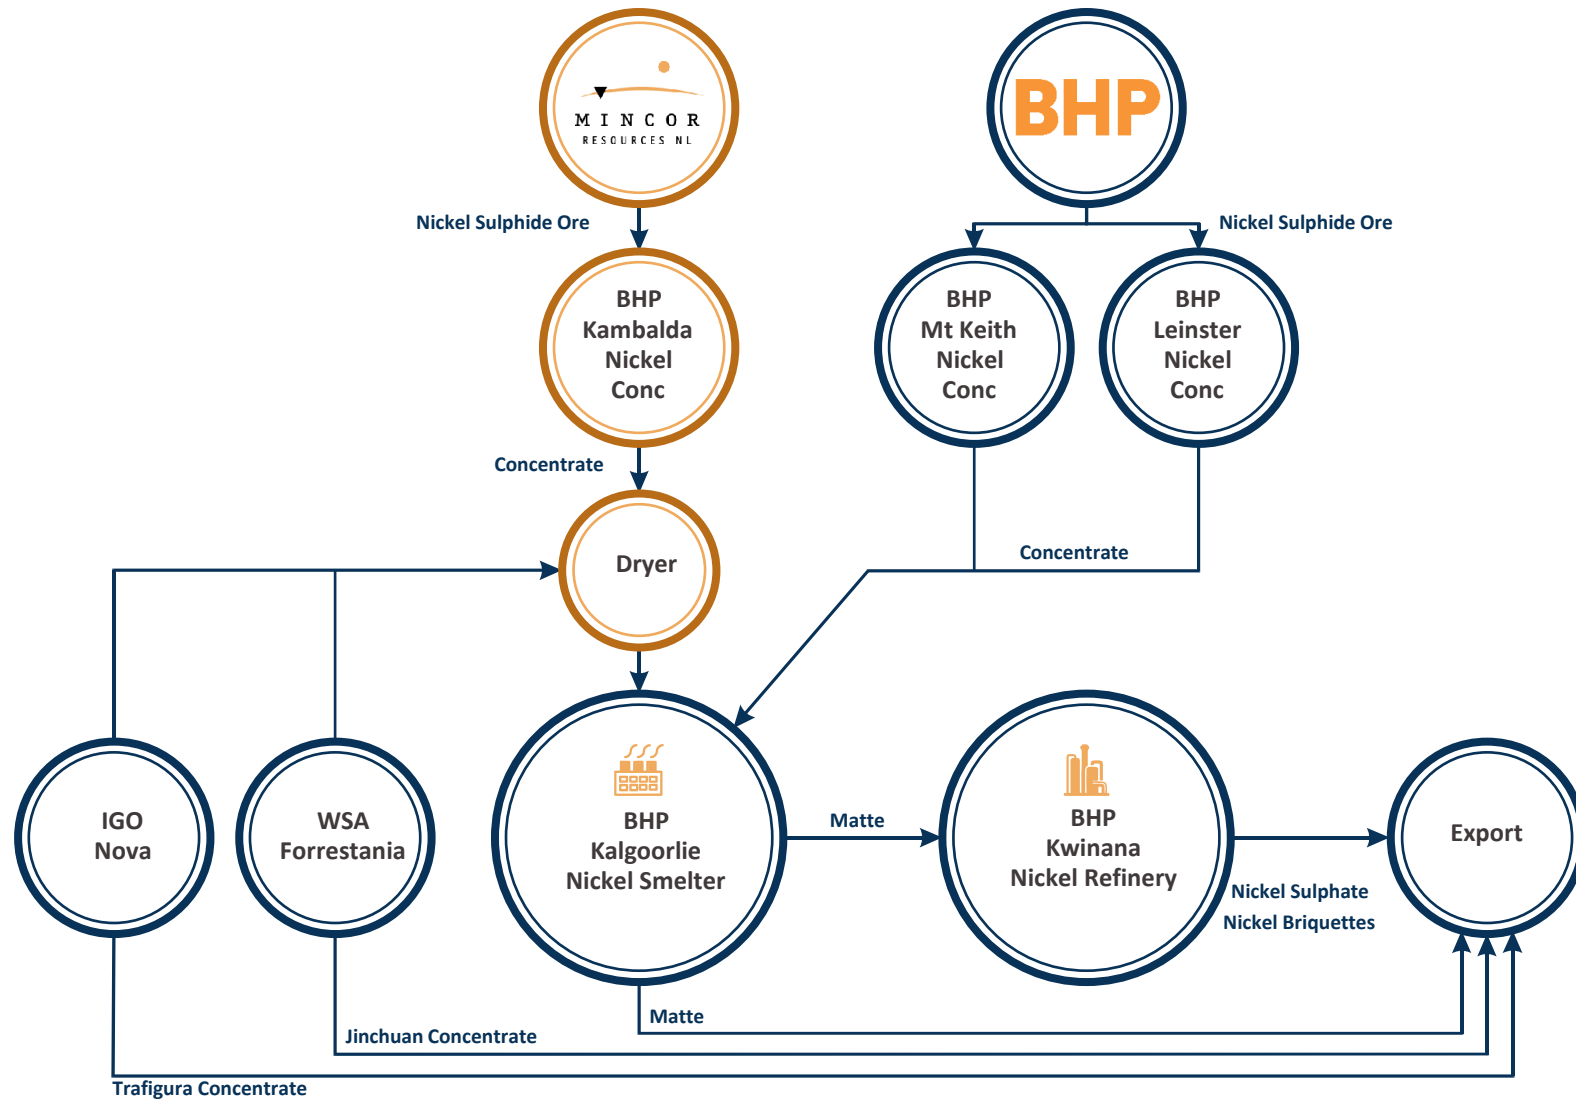 MINCOR
RESOURCES NL
BHP
Nickel Sulphide Ore
Nickel Sulphide Ore
BHP
Kambalda
Nickel
Conc
BHP
Mt Keith
Nickel
Conc
BHP
Leinster
Nickel
Conc
Concentrate
Concentrate
Dryer
IGO
Nova
WSA
Forrestania
BHP
Kalgoorlie
Nickel Smelter
Matte
BHP
Kwinana
Nickel Refinery
Export
Nickel Sulphate
Nickel Briquettes
Matte
Jinchuan Concentrate
Trafigura Concentrate